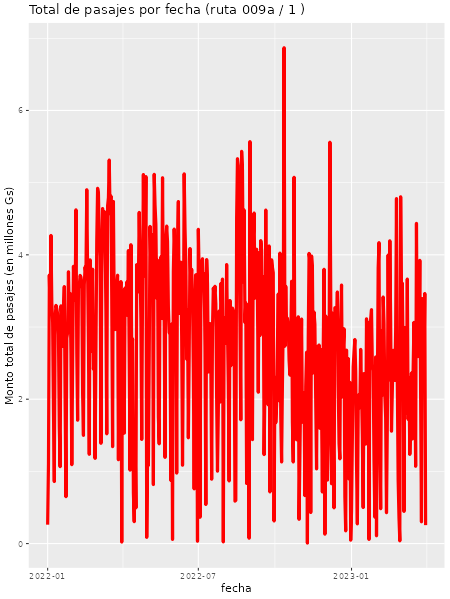 Total de pasajes por fecha (ruta 009a / 1 )
Monto total de pasajes (en millones Gs)
6
4
2
0
2022-01
2022-07
2023-01
fecha